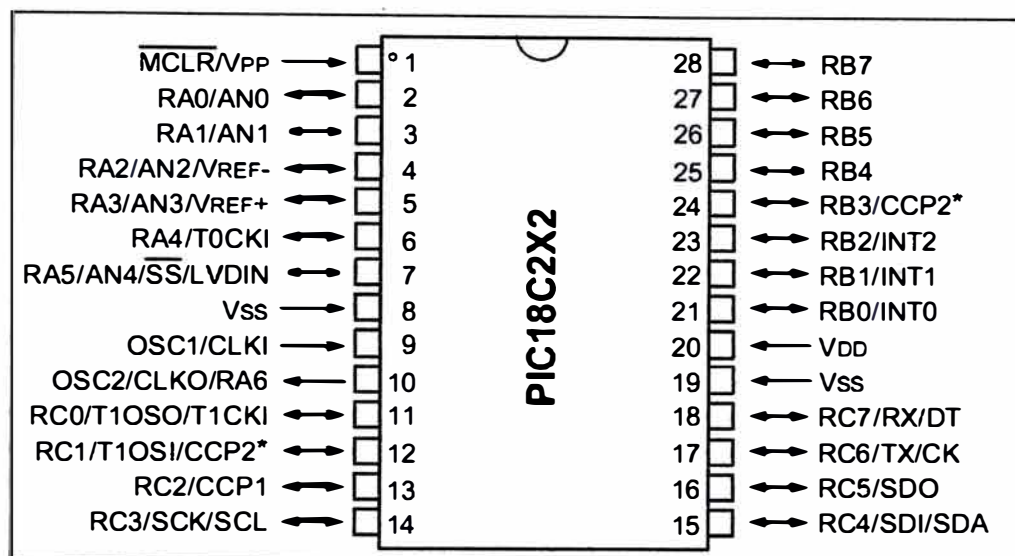 MCLR/VPP
RA0/AN0
RA1/AN1
RA2/AN2/VREF-
RA3/AN3/VREF+
RA4/T0CKI
RA5/AN4/SS/LVDIN
VSS
OSC1/CLKI
OSC2/CLKO/RA6
RC0/T1OSO/T1CKI
RC1/T1OSI/CCP2*
RC2/CCP1
RC3/SCK/SCL
1
2
3
4
5
6
7
8
9
10
11
12
13
14
PIC18C2X2
28
27
26
25
24
23
22
21
20
19
18
17
16
15
RB7
RB6
RB5
RB4
RB3/CCP2*
RB2/INT2
RB1/INT1
RB0/INT0
VDD
VSS
RC7/RX/DT
RC6/TX/CK
RC5/SDO
RC4/SDI/SDA